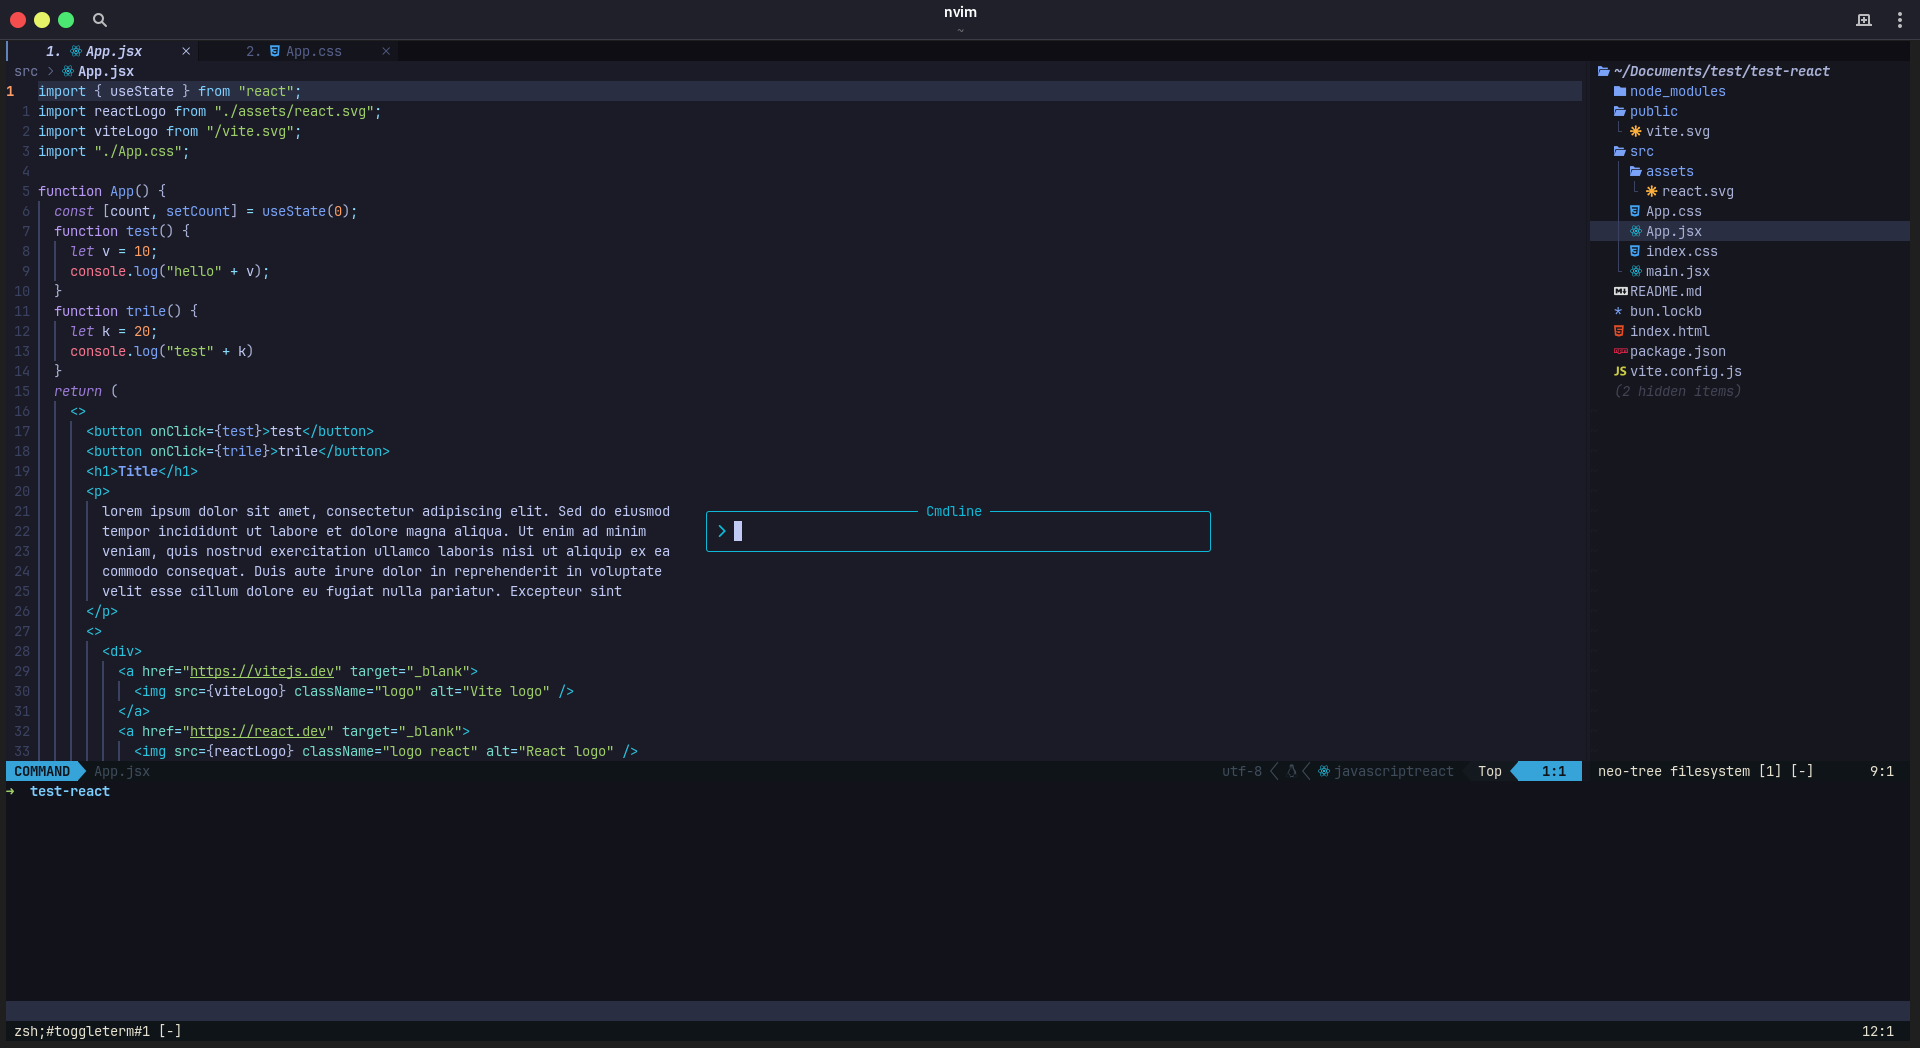 nvim
~
1. App.jsx × 2. App.css ×
src > App.jsx
1 import { useState } from "react";
1 import reactLogo from "./assets/react.svg";
2 import viteLogo from "/vite.svg";
3 import "./App.css";
4
5 function App() {
6 const [count, setCount] = useState(0);
7 function test() {
8 let v = 10;
9 console.log("hello" + v);
10 }
11 function trile() {
12 let k = 20;
13 console.log("test" + k)
14 }
15 return (
16 <>
17 <button onClick={test}>test</button>
18 <button onClick={trile}>trile</button>
19 <h1>Title</h1>
20 <p>
21 lorem ipsum dolor sit amet, consectetur adipiscing elit. Sed do eiusmod
22 tempor incididunt ut labore et dolore magna aliqua. Ut enim ad minim
23 veniam, quis nostrud exercitation ullamco laboris nisi ut aliquip ex ea
24 commodo consequat. Duis aute irure dolor in reprehenderit in voluptate
25 velit esse cillum dolore eu fugiat nulla pariatur. Excepteur sint
26 </p>
27 <>
28 <div>
29 <a href="https://vitejs.dev" target="_blank">
30 <img src={viteLogo} className="logo" alt="Vite logo" />
31 </a>
32 <a href="https://react.dev" target="_blank">
33 <img src={reactLogo} className="logo react" alt="React logo" />
Cmdline
>
~/Documents/test/test-react
node_modules
public
vite.svg
src
assets
react.svg
App.css
App.jsx
index.css
main.jsx
README.md
* bun.lockb
index.html
package.json
JS vite.config.js
(2 hidden items)
COMMAND App.jsx utf-8 javascriptreact Top 1:1
neo-tree filesystem [1] [-] 9:1
→ test-react
zsh;#toggleterm#1 [-] 12:1